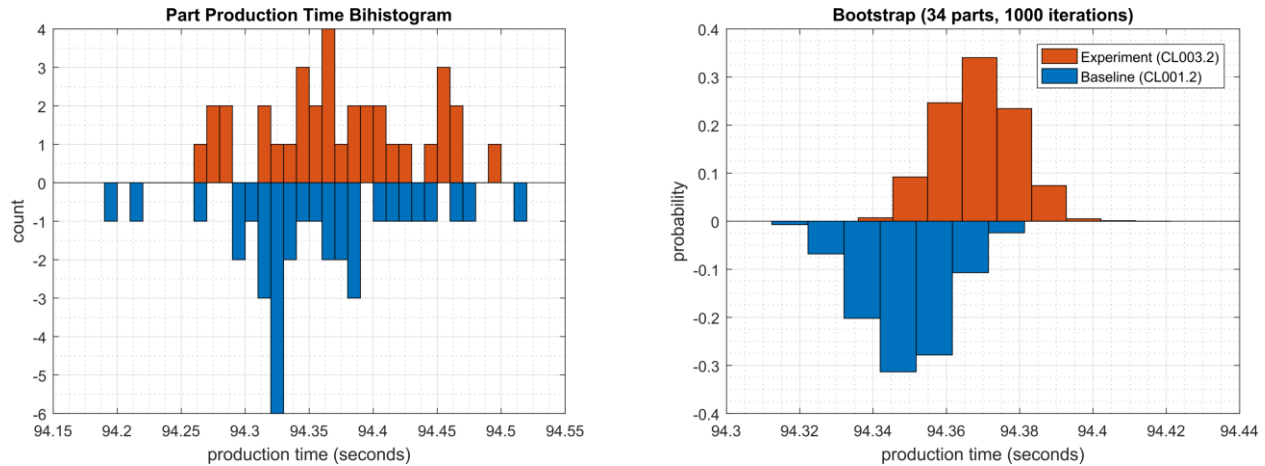 Part Production Time Bihistogram
4
3
2
1
0
-1
-2
-3
-4
-5
-6
count
94.15 94.2 94.25 94.3 94.35 94.4 94.45 94.5 94.55
production time (seconds)
Bootstrap (34 parts, 1000 iterations)
Experiment (CL003.2)
Baseline (CL001.2)
0.4
0.3
0.2
0.1
0
-0.1
-0.2
-0.3
-0.4
probability
94.3 94.32 94.34 94.36 94.38 94.4 94.42 94.44
production time (seconds)